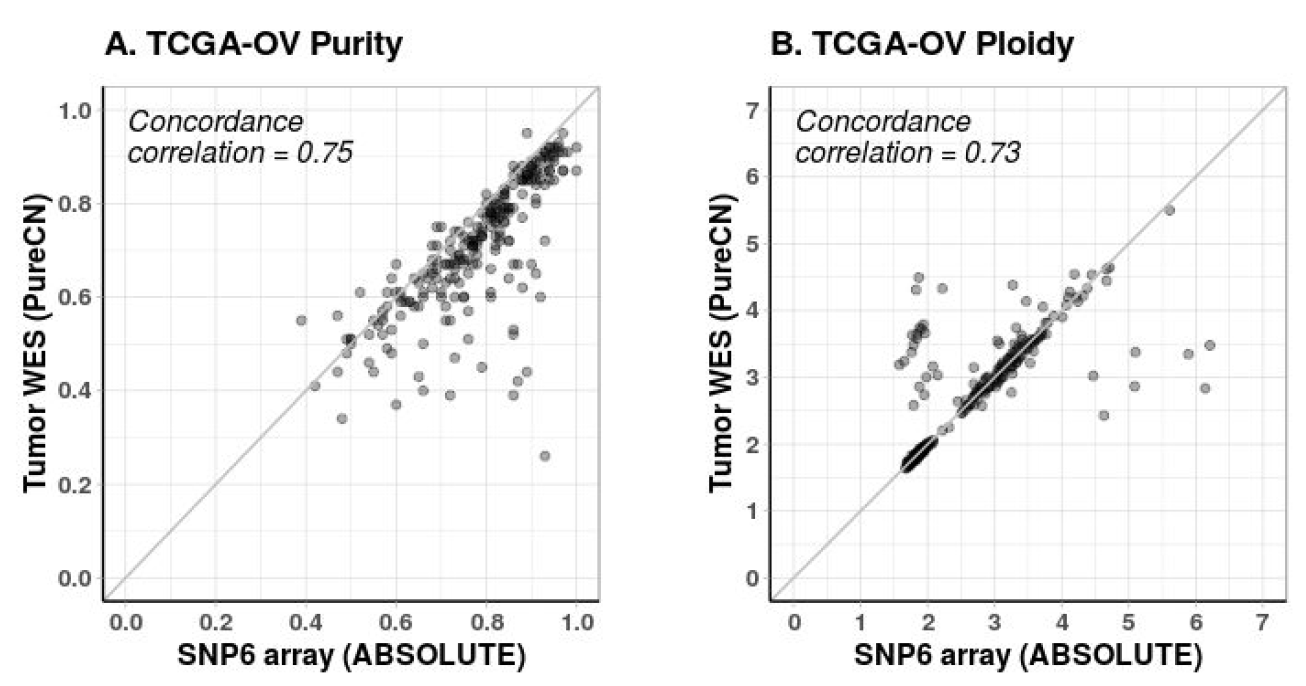 A. TCGA-OV Purity
Concordance
correlation = 0.75
1.0
0.8
0.6
0.4
0.2
0.0
0.0 0.2 0.4 0.6 0.8 1.0
Tumor WES (PureCN)
SNP6 array (ABSOLUTE)
B. TCGA-OV Ploidy
Concordance
correlation = 0.73
7
6
5
4
3
2
1
0
0 1 2 3 4 5 6 7
Tumor WES (PureCN)
SNP6 array (ABSOLUTE)